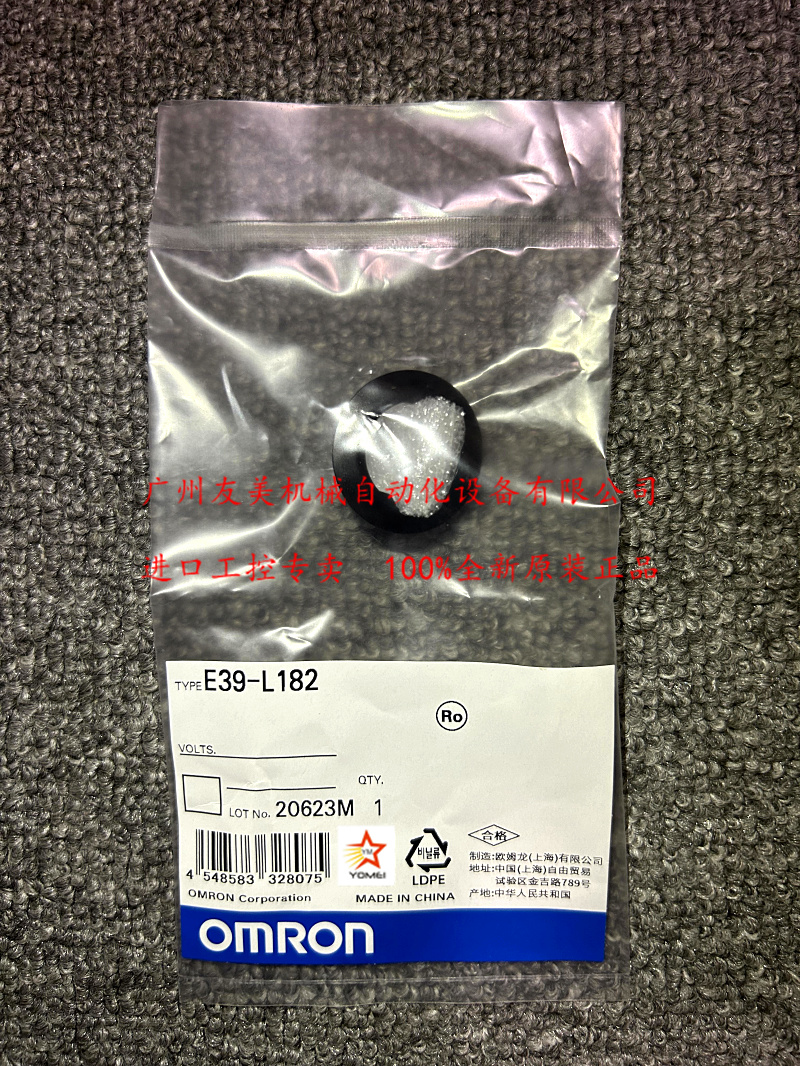 广州友美机械自动化设备有限公司
进口工控专卖 100%全新原装正品
TYPE E39-L182
Ro
VOLTS.
QTY.
LOT No. 20623M 1
4 548583 328075
YM
YOMEI
비닐류
LDPE
合格
制造:欧姆龙(上海)有限公司
地址:中国(上海)自由贸易
试验区金吉路789号
产地:中华人民共和国
OMRON Corporation
MADE IN CHINA
OMRON